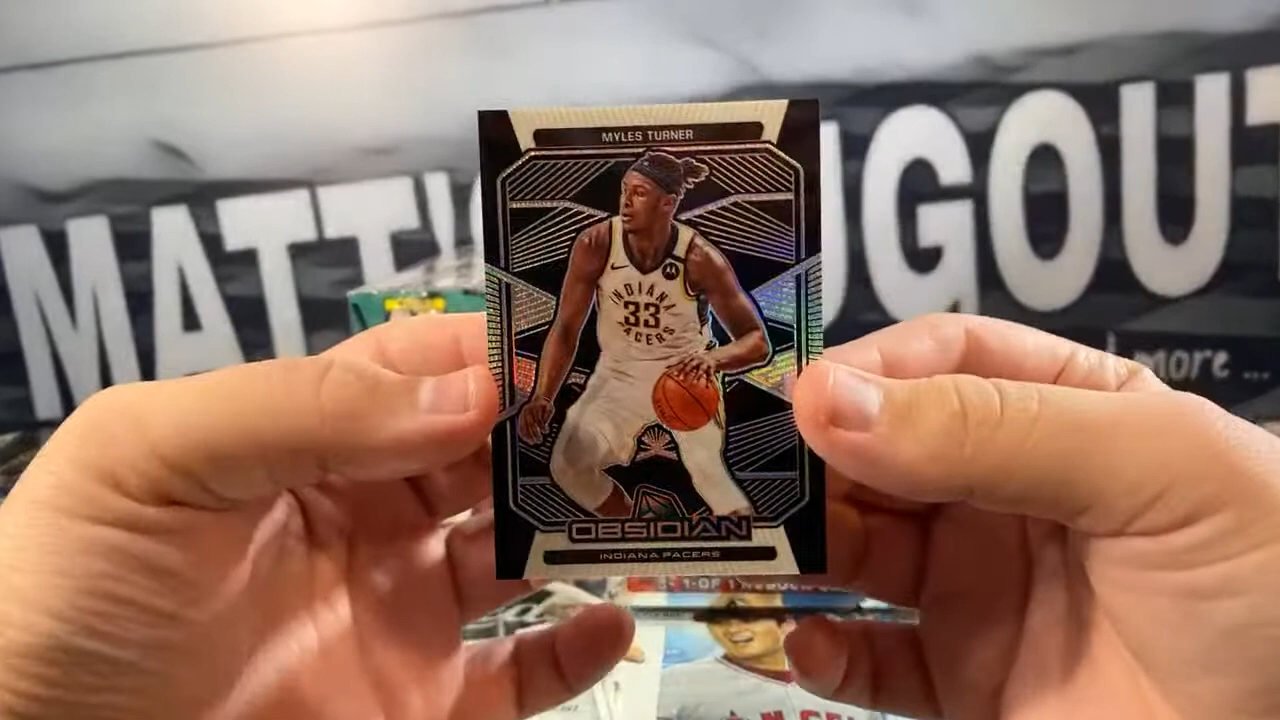 MYLES TURNER
MATT'S
UGOUT
more ...
INDIANA
33
PACERS
OBSIDIAN
INDIANA PACERS
1-OF-1